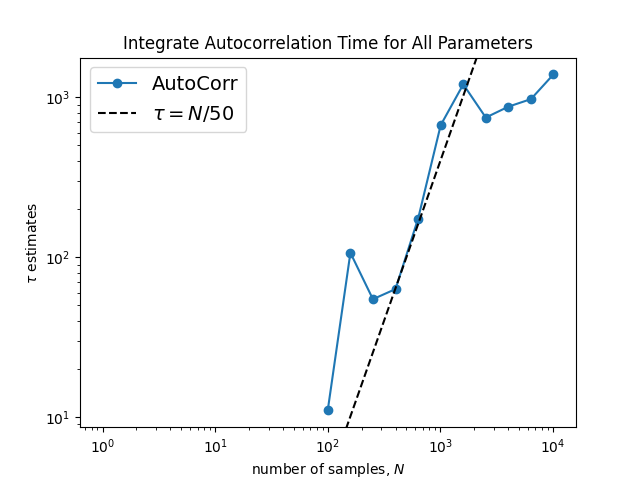 Integrate Autocorrelation Time for All Parameters
AutoCorr
τ = N/50
τ estimates
10³
10²
10¹
10⁰ 10¹ 10² 10³ 10⁴
number of samples, N